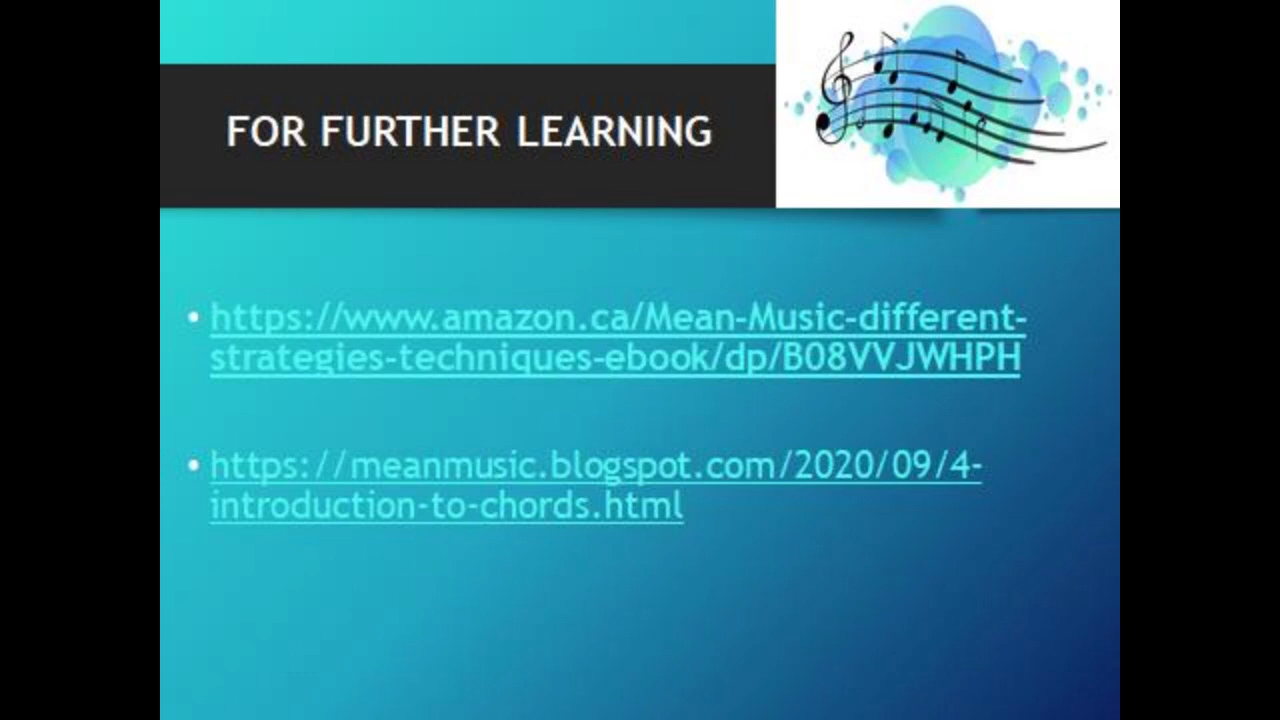 FOR FURTHER LEARNING
• https://www.amazon.ca/Mean-Music-different-
strategies-techniques-ebook/dp/B08VVJWHPH
• https://meanmusic.blogspot.com/2020/09/4-
introduction-to-chords.html